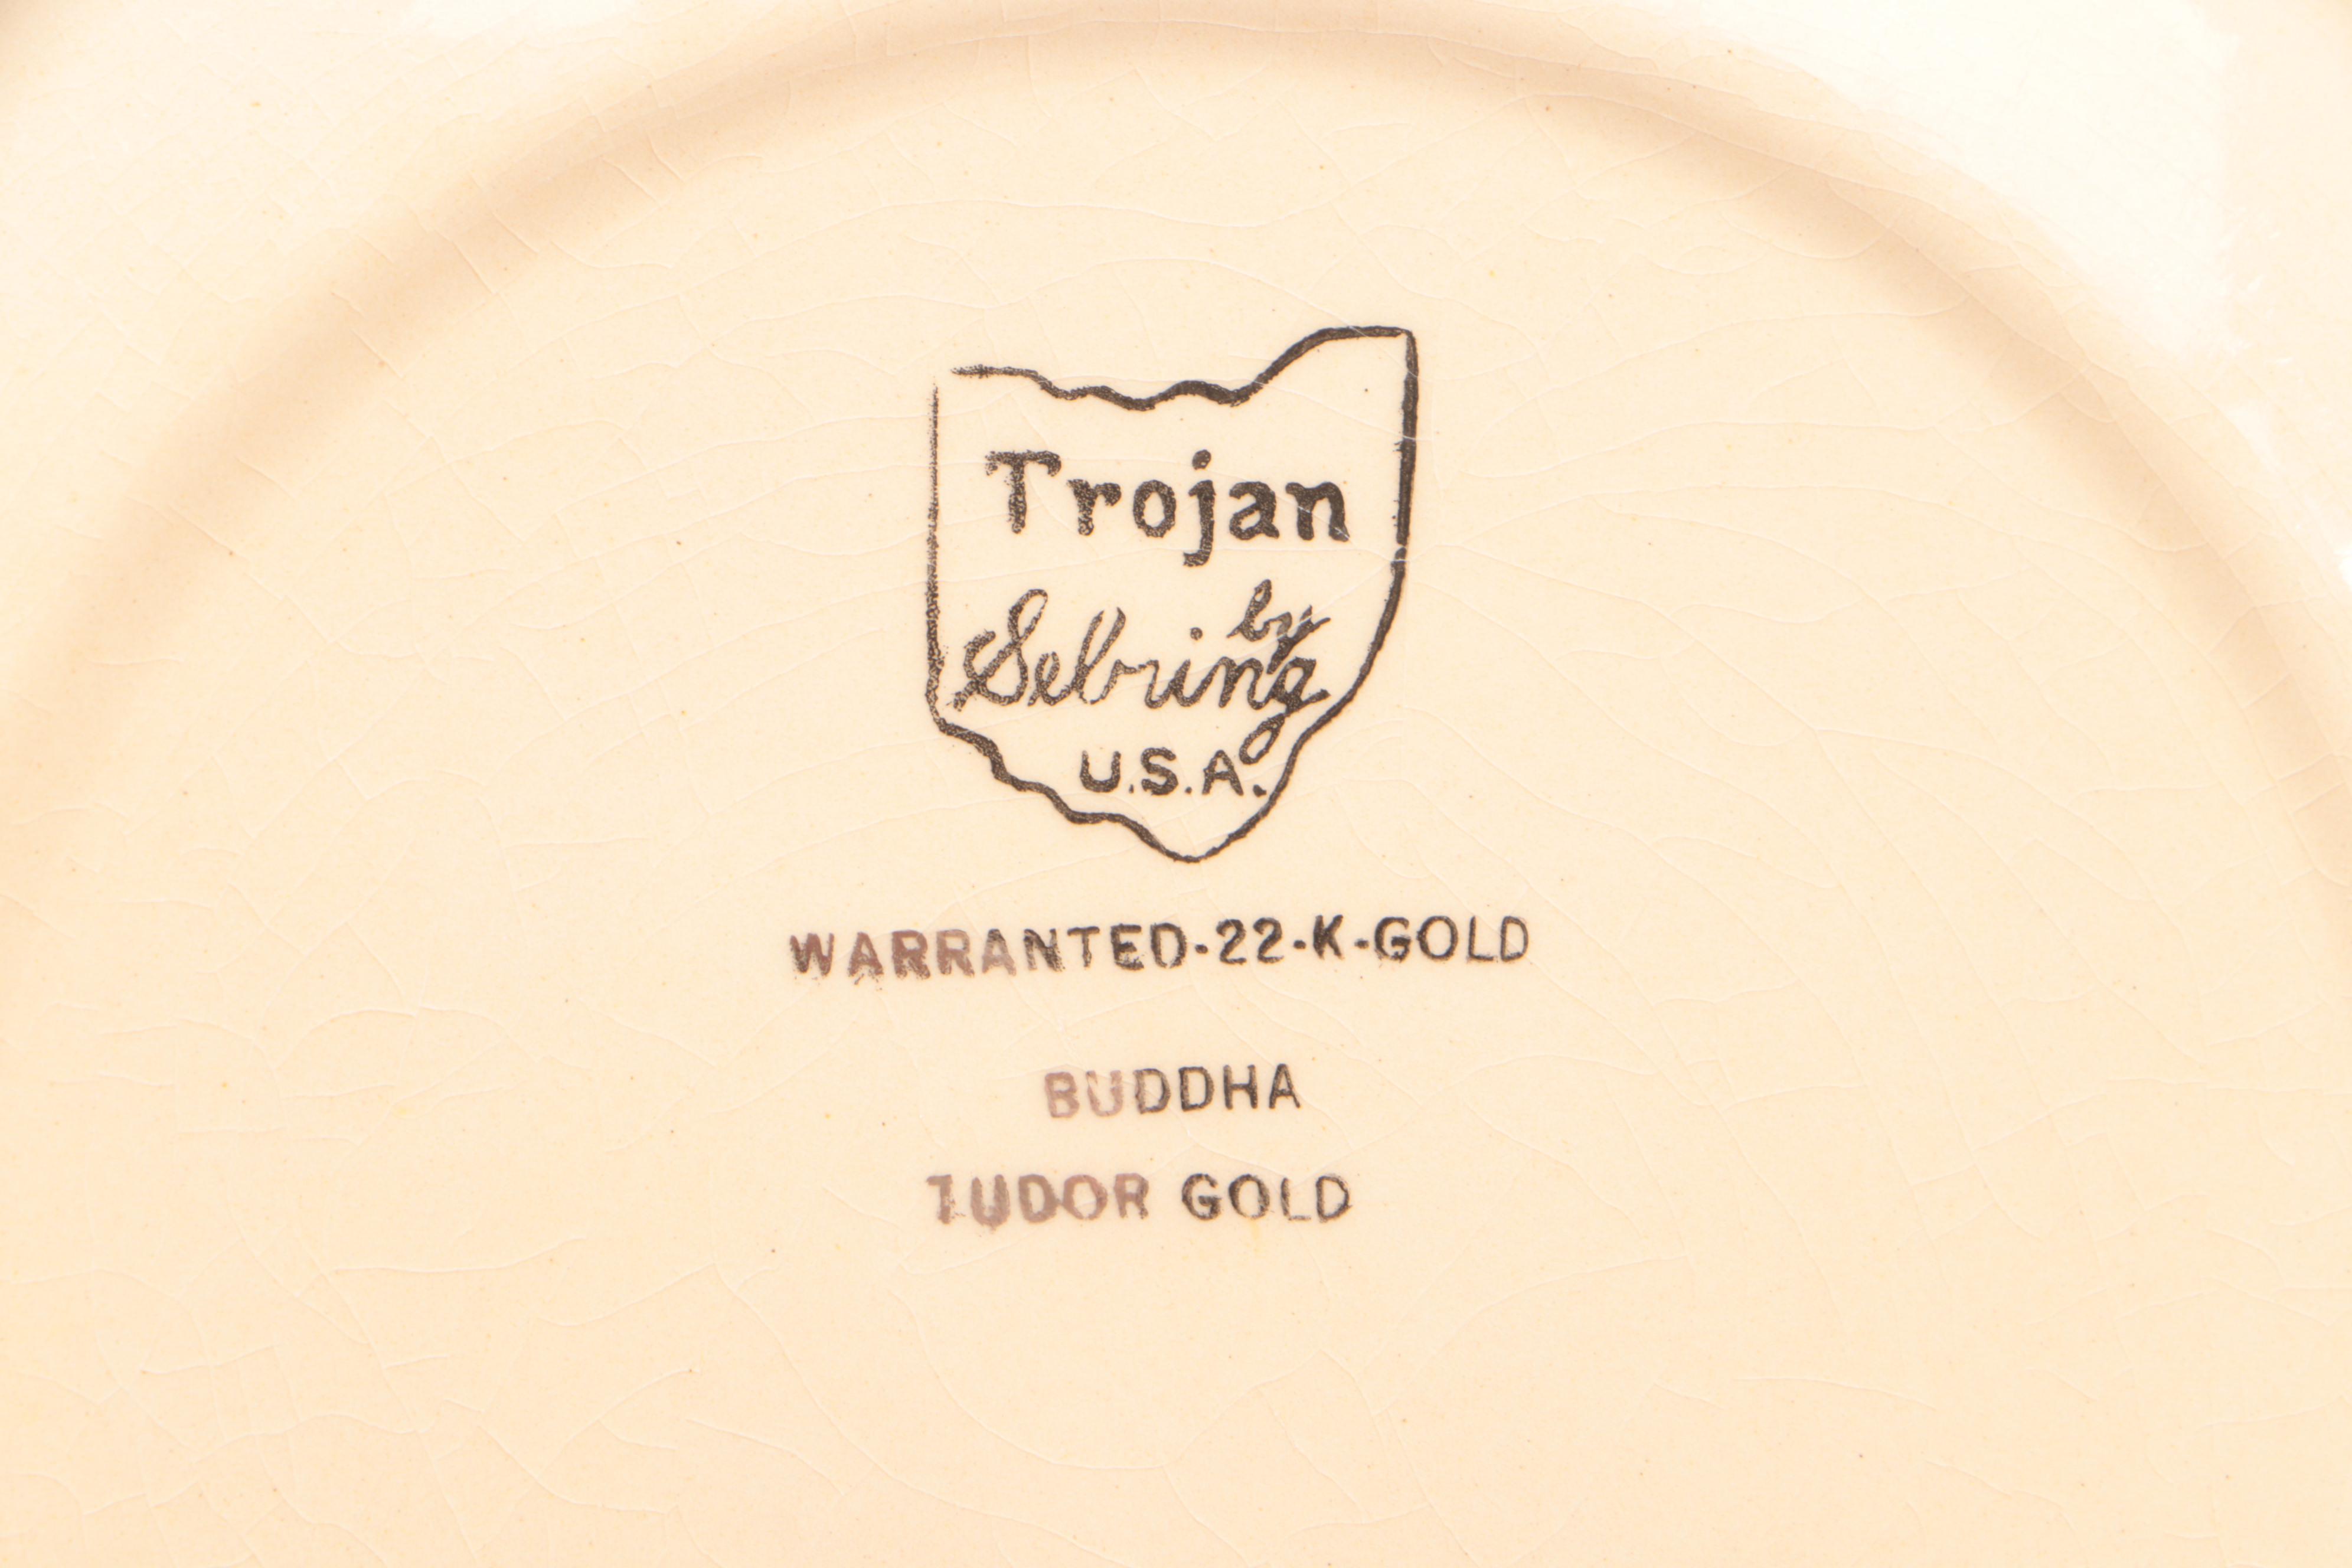 Trojan
by
Sebring
U.S.A.
WARRANTED-22-K-GOLD
BUDDHA
TUDOR GOLD